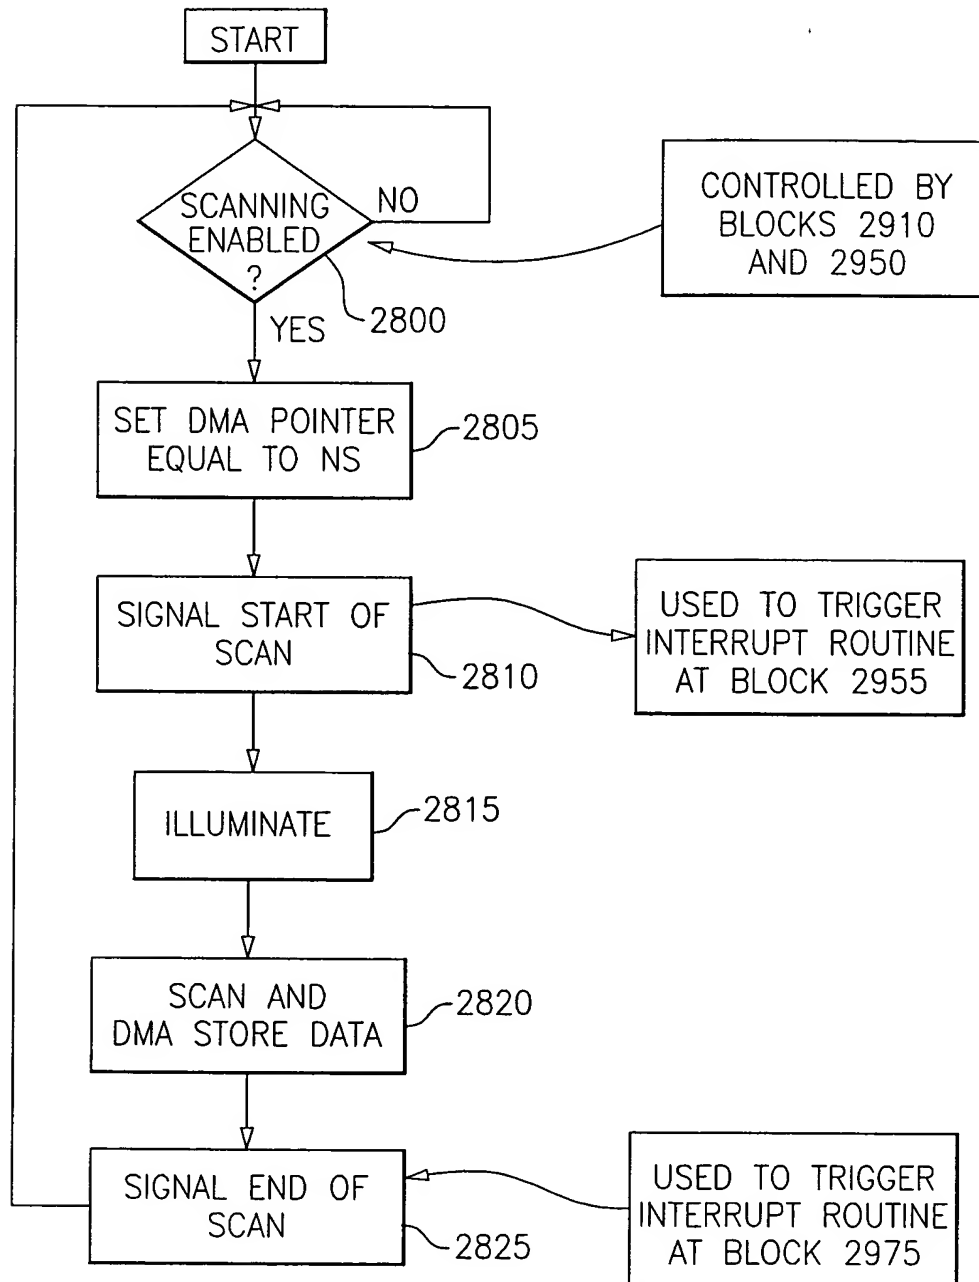 START
SCANNING
ENABLED
?
NO
CONTROLLED BY
BLOCKS 2910
AND 2950
2800
YES
SET DMA POINTER
EQUAL TO NS
2805
SIGNAL START OF
SCAN
2810
USED TO TRIGGER
INTERRUPT ROUTINE
AT BLOCK 2955
ILLUMINATE
2815
SCAN AND
DMA STORE DATA
2820
SIGNAL END OF
SCAN
2825
USED TO TRIGGER
INTERRUPT ROUTINE
AT BLOCK 2975